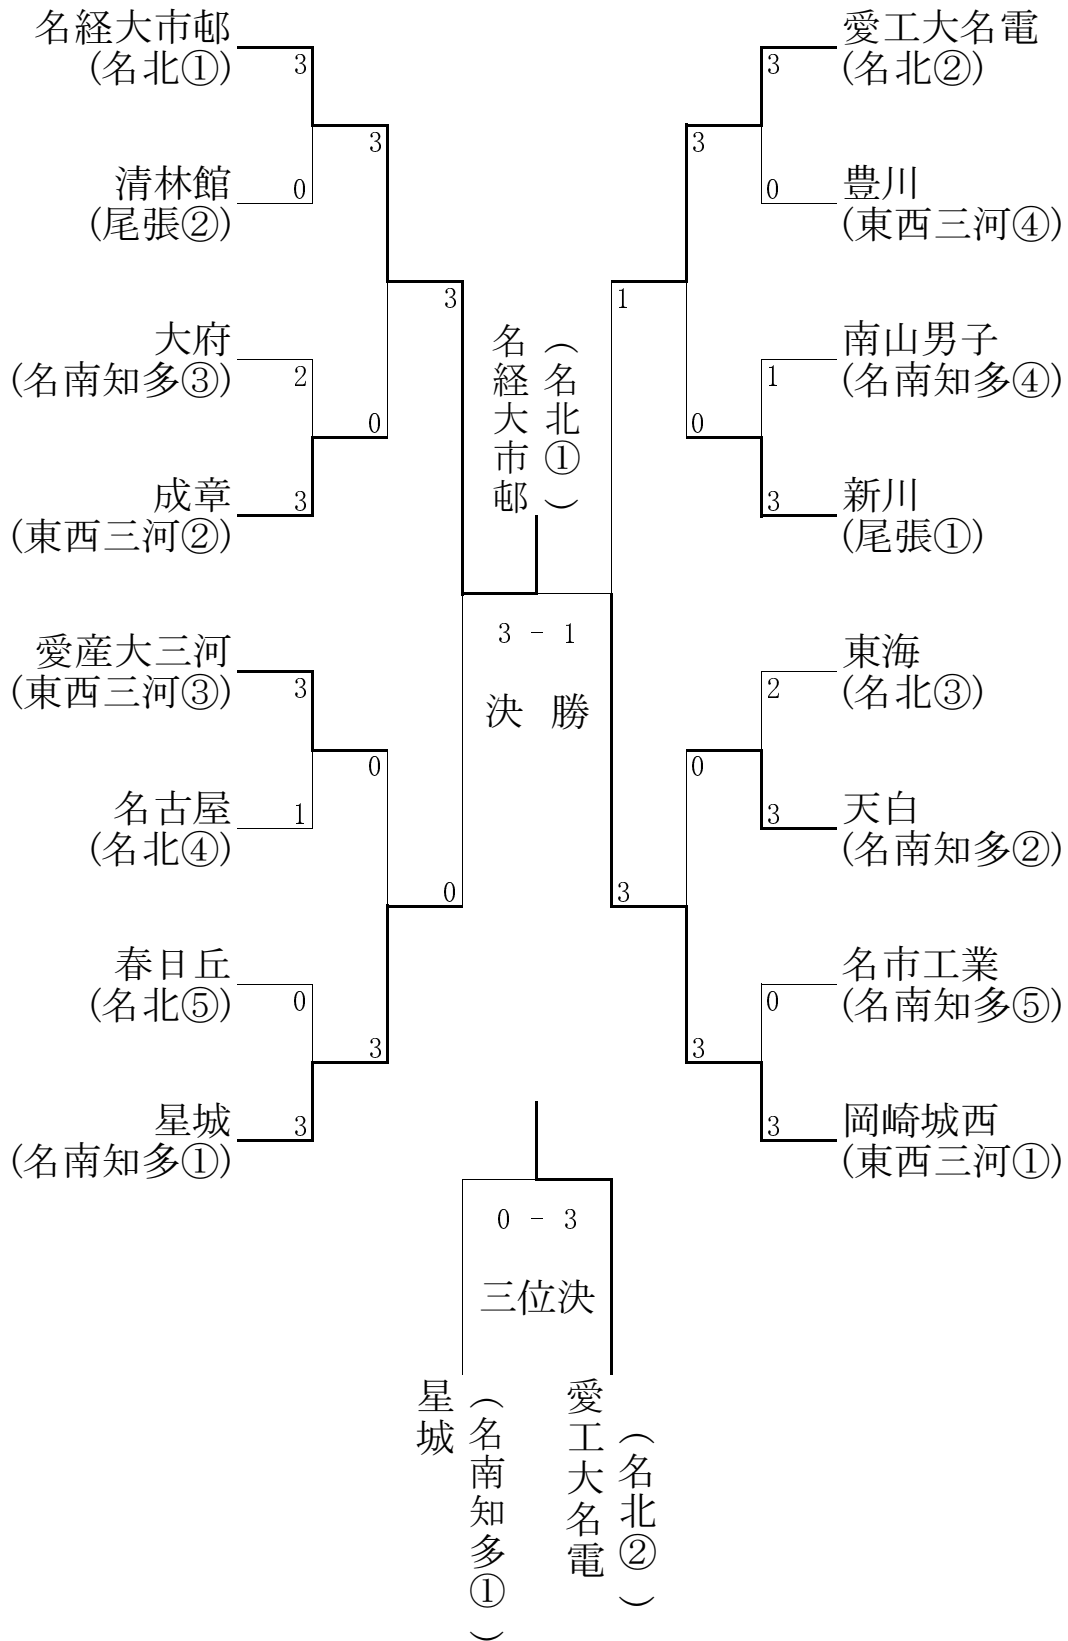 名経大市邨
(名北①)
3
3
清林館
(尾張②)
0
3
大府
(名南知多③)
2
0
成章
(東西三河②)
3
愛産大三河
(東西三河③)
3
0
名古屋
(名北④)
1
0
春日丘
(名北⑤)
0
3
星城
(名南知多①)
3
名経大市邨
(名北①)
3 - 1
決 勝
愛工大名電
(名北②)
3
3
豊川
(東西三河④)
0
1
南山男子
(名南知多④)
1
0
新川
(尾張①)
3
東海
(名北③)
2
0
天白
(名南知多②)
3
3
名市工業
(名南知多⑤)
0
3
岡崎城西
(東西三河①)
3
0 - 3
三位決
星城
(名南知多①)
愛工大名電
(名北②)